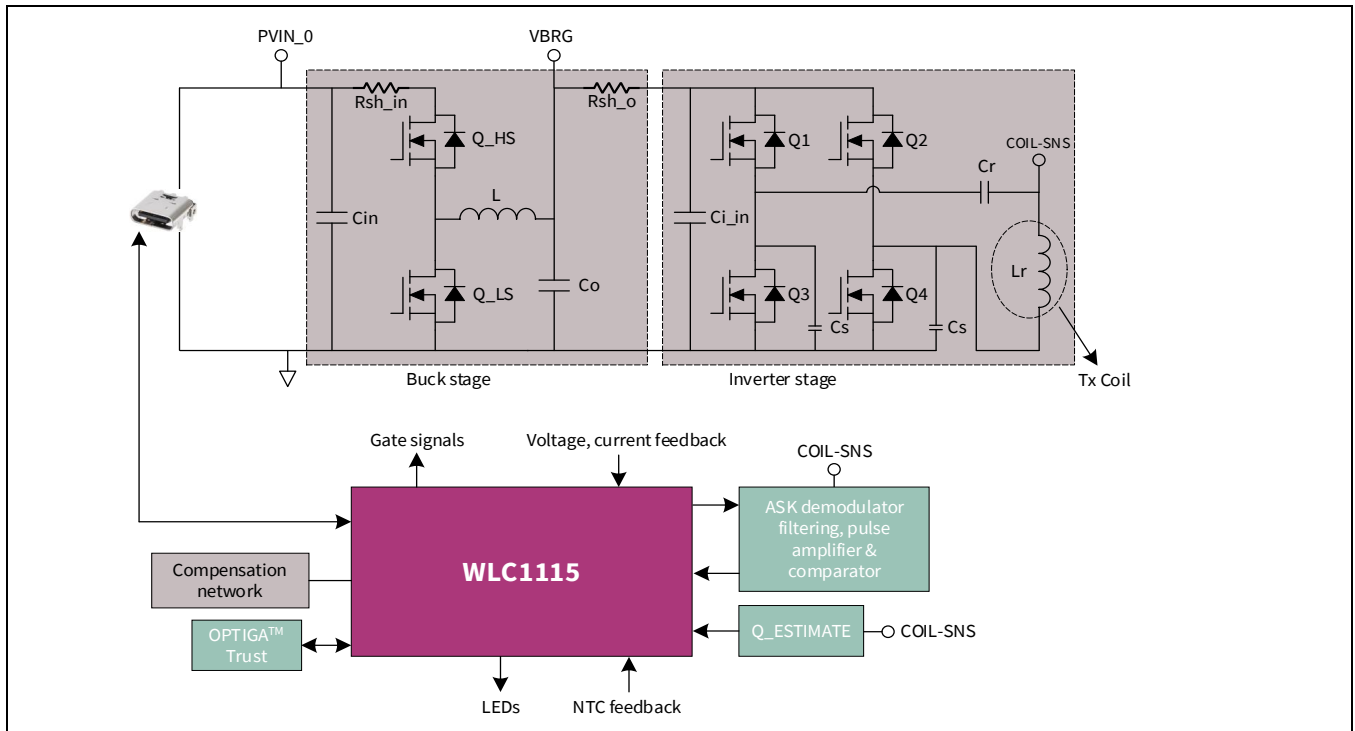 PVIN_0
VBRG
Rsh_in
Rsh_o
Q_HS
Q1
Q2
COIL-SNS
Cr
L
Cin
Ci_in
Lr
Q_LS
Co
Q3
Q4
Cs
Cs
Buck stage
Inverter stage
Tx Coil
Gate signals
Voltage, current feedback
COIL-SNS
ASK demodulator
filtering, pulse
amplifier &
comparator
WLC1115
Compensation
network
OPTIGA™
Trust
Q_ESTIMATE
COIL-SNS
LEDs
NTC feedback